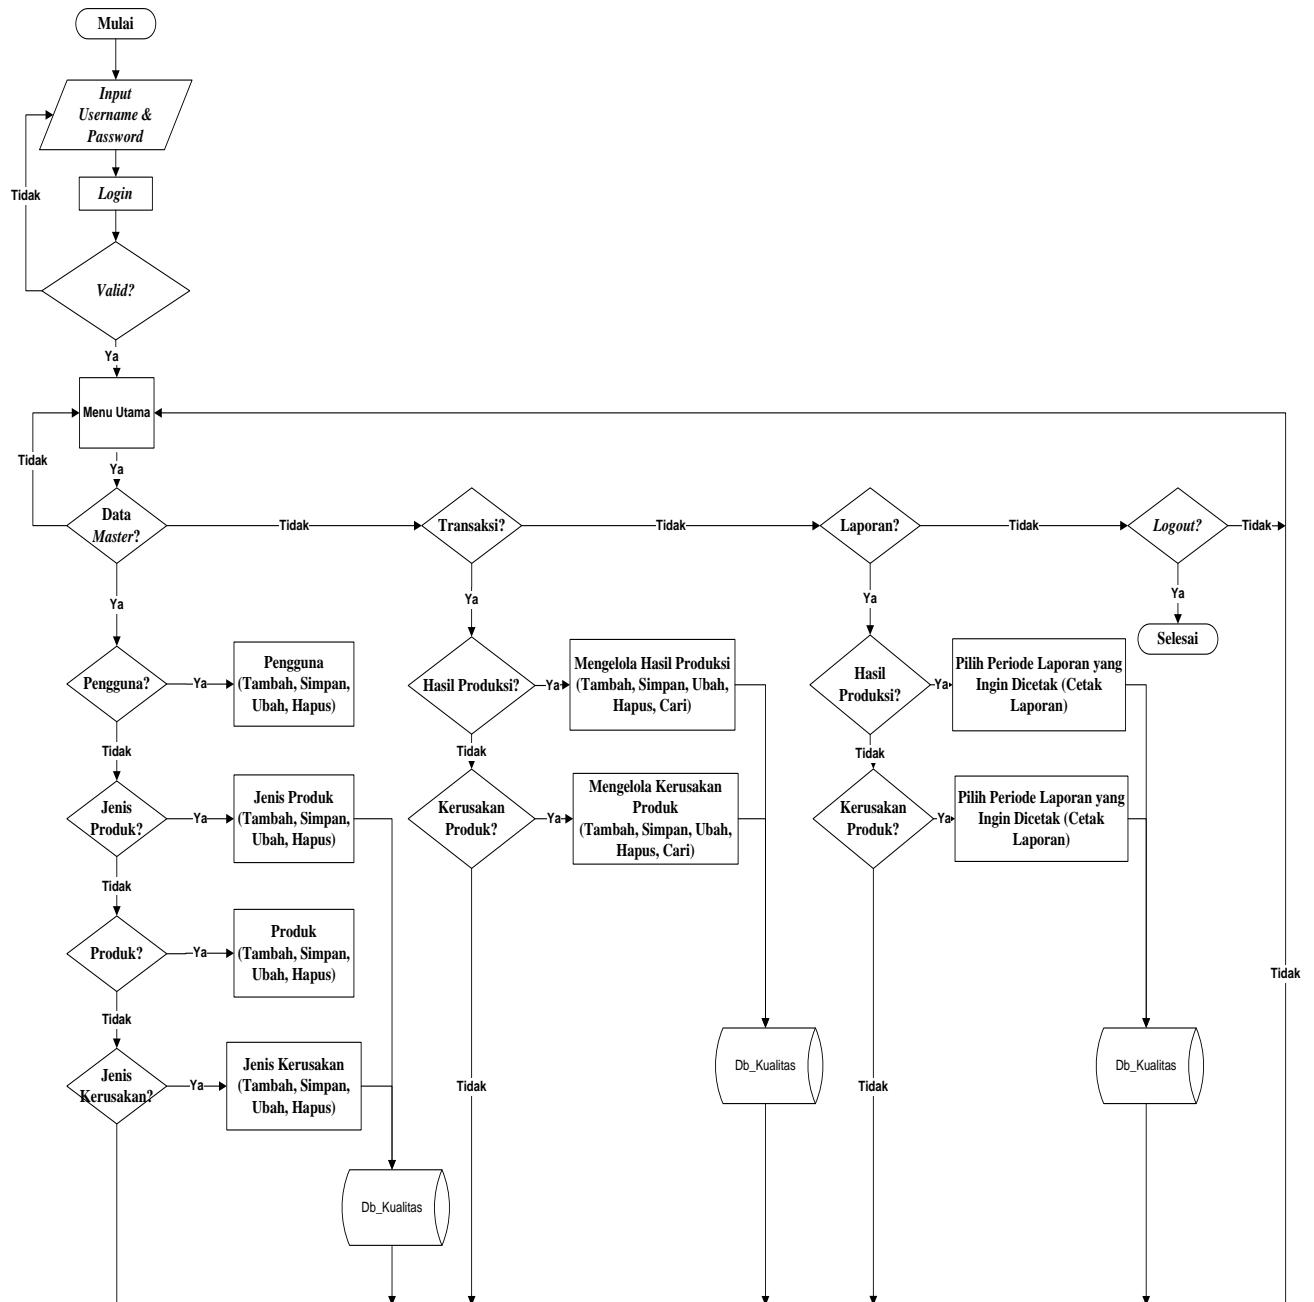 Mulai
Input
Username &
Password
Login
Tidak
Valid?
Ya
Menu Utama
Tidak
Ya
Data
Master?
Tidak
Transaksi?
Tidak
Laporan?
Tidak
Logout?
Tidak
Ya
Ya
Ya
Ya
Selesai
Pengguna?
Ya
Pengguna
(Tambah, Simpan,
Ubah, Hapus)
Hasil Produksi?
Ya
Mengelola Hasil Produksi
(Tambah, Simpan, Ubah,
Hapus, Cari)
Hasil
Produksi?
Ya
Pilih Periode Laporan yang
Ingin Dicetak (Cetak
Laporan)
Tidak
Tidak
Tidak
Jenis
Produk?
Ya
Jenis Produk
(Tambah, Simpan,
Ubah, Hapus)
Kerusakan
Produk?
Ya
Mengelola Kerusakan
Produk
(Tambah, Simpan, Ubah,
Hapus, Cari)
Kerusakan
Produk?
Ya
Pilih Periode Laporan yang
Ingin Dicetak (Cetak
Laporan)
Tidak
Produk?
Ya
Produk
(Tambah, Simpan,
Ubah, Hapus)
Tidak
Tidak
Jenis
Kerusakan?
Ya
Jenis Kerusakan
(Tambah, Simpan,
Ubah, Hapus)
Tidak
Db_Kualitas
Tidak
Db_Kualitas
Db_Kualitas